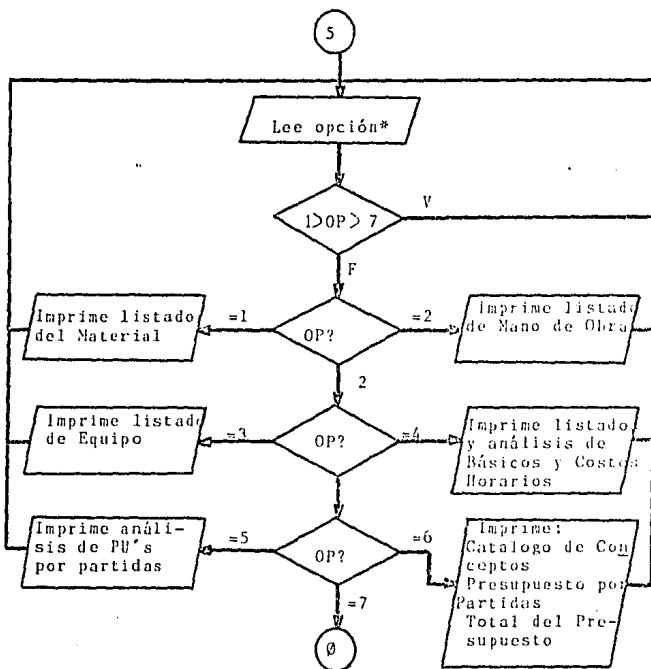 5
Lee opción*
1>OP> 7
V
F
Imprime listado
del Material
=1
OP?
=2
Imprime listado
de Mano de Obra
2
Imprime listado
de Equipo
=3
OP?
=4
Imprime listado
y análisis de
Básicos y Costos
Horarios
Imprime análi-
sis de PU's
por partidas
=5
OP?
=6
Imprime:
Catalogo de Con
ceptos
Presupuesto por
Partidas
Total del Pre-
supuesto
=7
Ø